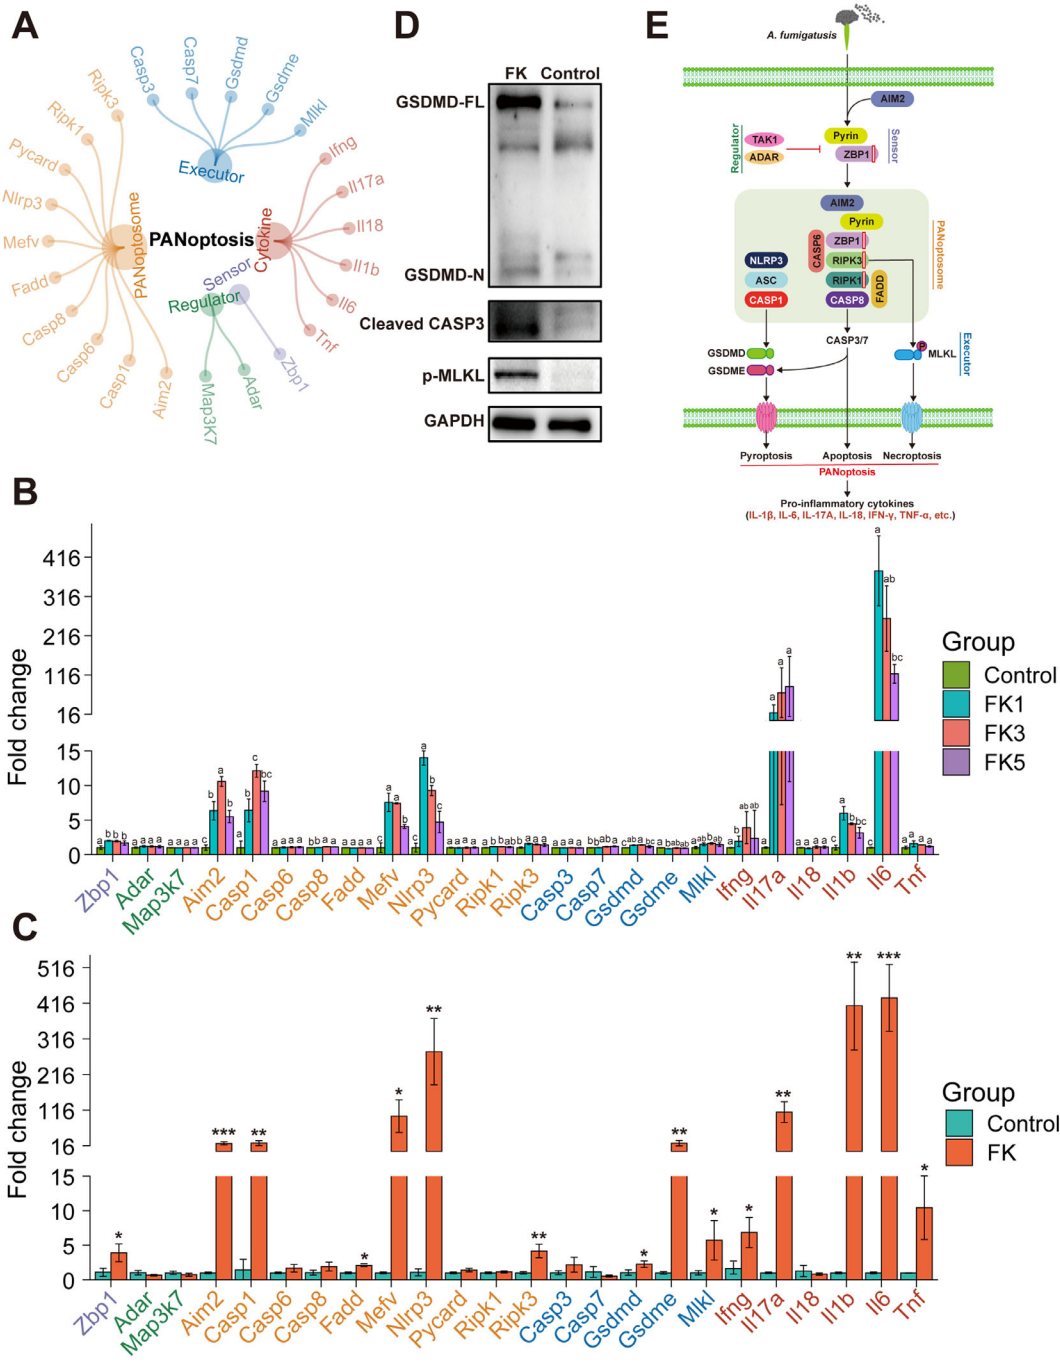 A
Casp3
Casp7
Gsdmd
Gsdme
Mlkl
Executor
Ripk3
Ripk1
Pycard
Nlrp3
Mefv
Fadd
Casp8
Casp6
Casp1
Aim2
PANoptosome
PANoptosis
Ifng
Il17a
Il18
Il1b
Il6
Tnf
Cytokine
Sensor
Zbp1
Regulator
Map3K7
Adar
D
FK Control
GSDMD-FL
GSDMD-N
Cleaved CASP3
p-MLKL
GAPDH
E
A. fumigatusis
AIM2
Regulator
TAK1
ADAR
Pyrin
ZBP1
Sensor
AIM2
Pyrin
CASP6
ZBP1
NLRP3
RIPK3
ASC
RIPK1
FADD
CASP1
CASP8
PANoptosome
CASP3/7
GSDMD
GSDME
P
MLKL
Executor
Pyroptosis Apoptosis Necroptosis
PANoptosis
Pro-inflammatory cytokines
(IL-1β, IL-6, IL-17A, IL-18, IFN-γ, TNF-α, etc.)
B
Fold change
416
316
216
116
16
15
10
5
0
Zbp1
Adar
Map3k7
Aim2
Casp1
Casp6
Casp8
Fadd
Mefv
Nlrp3
Pycard
Ripk1
Ripk3
Casp3
Casp7
Gsdmd
Gsdme
Mlkl
Ifng
Il17a
Il18
Il1b
Il6
Tnf
Group
Control
FK1
FK3
FK5
C
Fold change
516
416
316
216
116
16
15
10
5
0
* *** ** * * ** ** * ** * * ** ** *** *
Zbp1
Adar
Map3k7
Aim2
Casp1
Casp6
Casp8
Fadd
Mefv
Nlrp3
Pycard
Ripk1
Ripk3
Casp3
Casp7
Gsdmd
Gsdme
Mlkl
Ifng
Il17a
Il18
Il1b
Il6
Tnf
Group
Control
FK